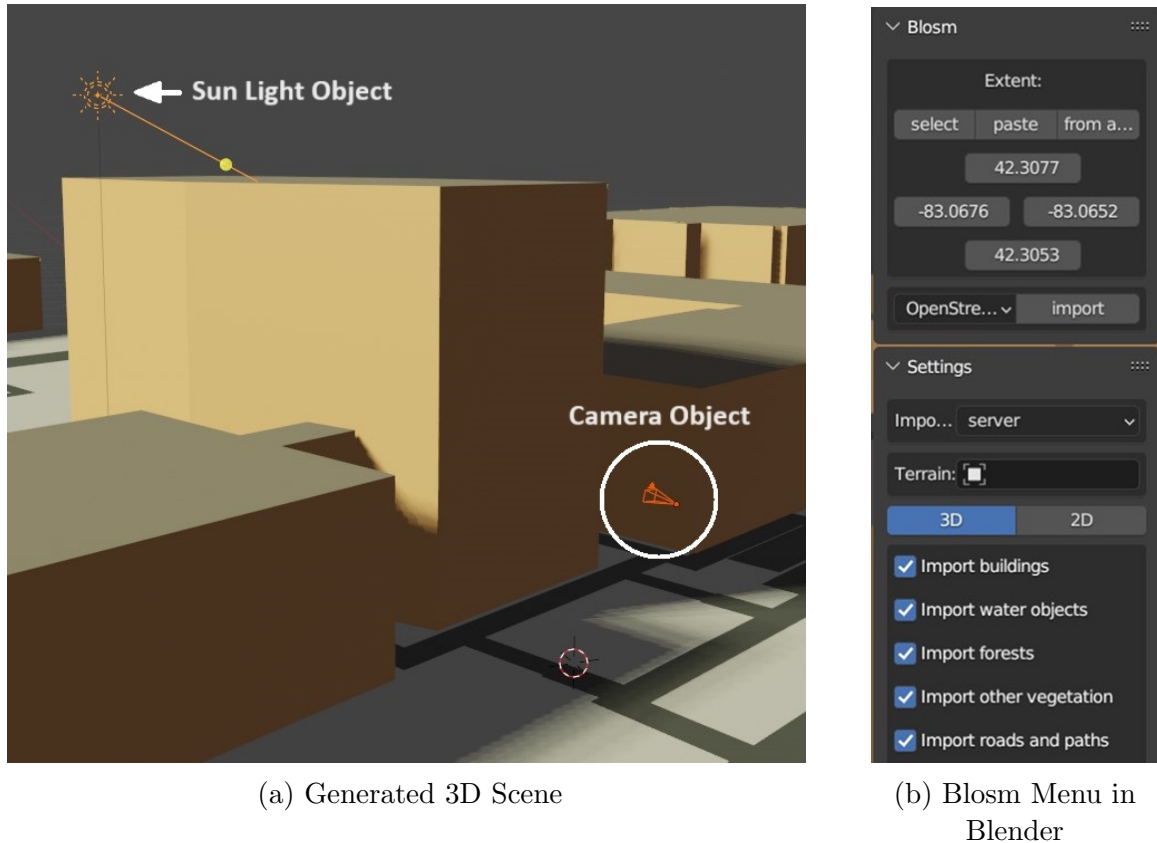 Sun Light Object
Camera Object
(a) Generated 3D Scene
Blosm
Extent:
select paste from a...
42.3077
-83.0676 -83.0652
42.3053
OpenStre... import
Settings
Impo... server
Terrain:
3D 2D
Import buildings
Import water objects
Import forests
Import other vegetation
Import roads and paths
(b) Blosm Menu in
Blender